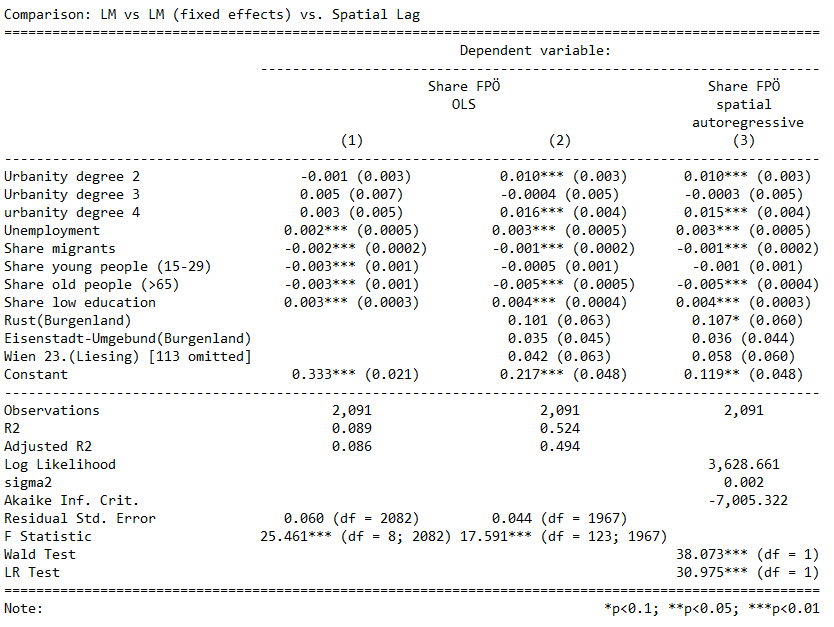 Comparison: LM vs LM (fixed effects) vs. Spatial Lag
====================================================================================================
Dependent variable:
---------------------------------------------------------------------
Share FPÖ Share FPÖ
OLS spatial
autoregressive
(1) (2) (3)
----------------------------------------------------------------------------------------------------
Urbanity degree 2 -0.001 (0.003) 0.010*** (0.003) 0.010*** (0.003)
Urbanity degree 3 0.005 (0.007) -0.0004 (0.005) -0.0003 (0.005)
urbanity degree 4 0.003 (0.005) 0.016*** (0.004) 0.015*** (0.004)
Unemployment 0.002*** (0.0005) 0.003*** (0.0005) 0.003*** (0.0005)
Share migrants -0.002*** (0.0002) -0.001*** (0.0002) -0.001*** (0.0002)
Share young people (15-29) -0.003*** (0.001) -0.0005 (0.001) -0.001 (0.001)
Share old people (>65) -0.003*** (0.001) -0.005*** (0.0005) -0.005*** (0.0004)
Share low education 0.003*** (0.0003) 0.004*** (0.0004) 0.004*** (0.0003)
Rust(Burgenland) 0.101 (0.063) 0.107* (0.060)
Eisenstadt-Umgebund(Burgenland) 0.035 (0.045) 0.036 (0.044)
Wien 23.(Liesing) [113 omitted] 0.042 (0.063) 0.058 (0.060)
Constant 0.333*** (0.021) 0.217*** (0.048) 0.119** (0.048)
----------------------------------------------------------------------------------------------------
Observations 2,091 2,091 2,091
R2 0.089 0.524
Adjusted R2 0.086 0.494
Log Likelihood 3,628.661
sigma2 0.002
Akaike Inf. Crit. -7,005.322
Residual Std. Error 0.060 (df = 2082) 0.044 (df = 1967)
F Statistic 25.461*** (df = 8; 2082) 17.591*** (df = 123; 1967)
Wald Test 38.073*** (df = 1)
LR Test 30.975*** (df = 1)
====================================================================================================
Note: *p<0.1; **p<0.05; ***p<0.01